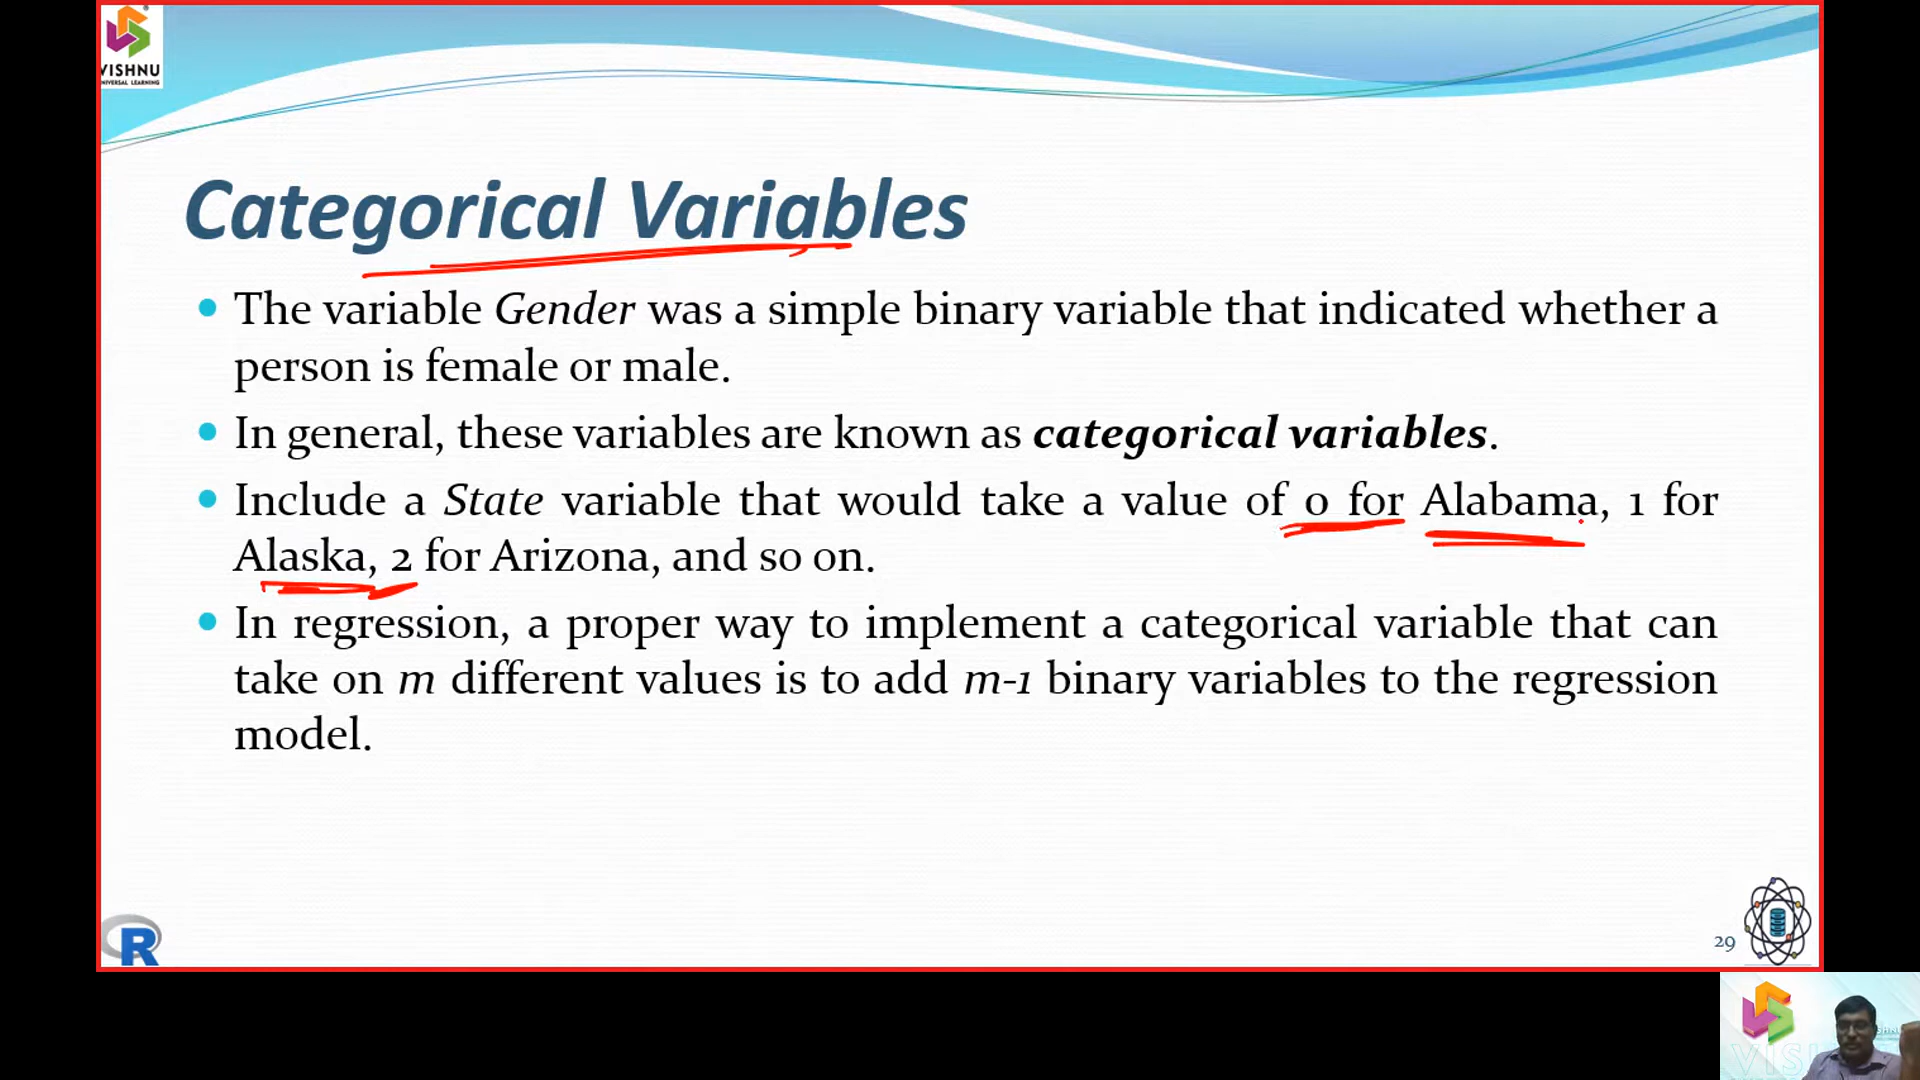 VISHNU
UNIVERSAL LEARNING
Categorical Variables
The variable Gender was a simple binary variable that indicated whether a
person is female or male.
In general, these variables are known as categorical variables.
Include a State variable that would take a value of 0 for Alabama, 1 for
Alaska, 2 for Arizona, and so on.
In regression, a proper way to implement a categorical variable that can
take on m different values is to add m-1 binary variables to the regression
model.
R
29